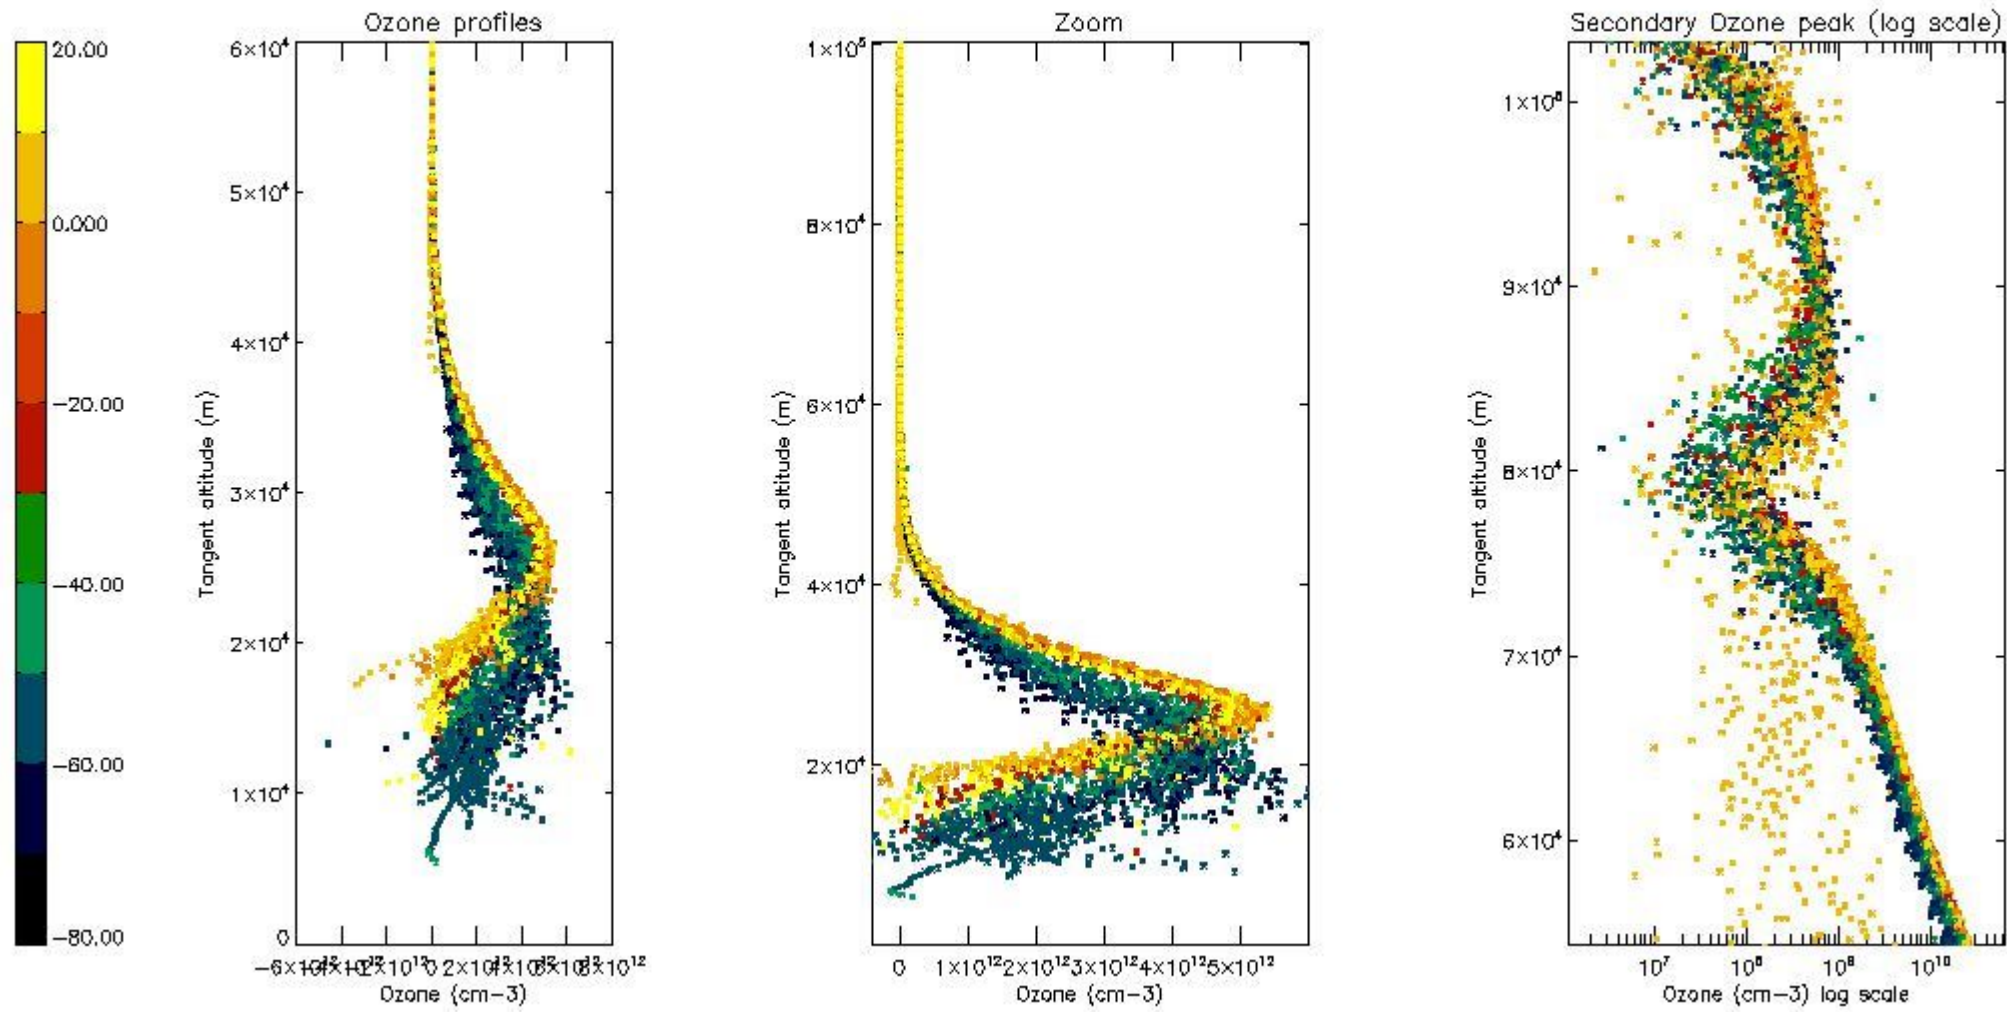 Ozone profiles
Zoom
Secondary Ozone peak (log scale)
20.00
0.000
−20.00
−40.00
−60.00
−80.00
6×10⁴
5×10⁴
4×10⁴
3×10⁴
2×10⁴
1×10⁴
0
Tangent altitude (m)
0
Ozone (cm−3)
1×10⁵
8×10⁴
6×10⁴
4×10⁴
2×10⁴
Tangent altitude (m)
0 1×10¹² 2×10¹² 3×10¹² 4×10¹² 5×10¹²
Ozone (cm−3)
9×10⁴
8×10⁴
7×10⁴
6×10⁴
Tangent altitude (m)
10⁷ 10⁸ 10⁹ 10¹⁰
Ozone (cm−3) log scale